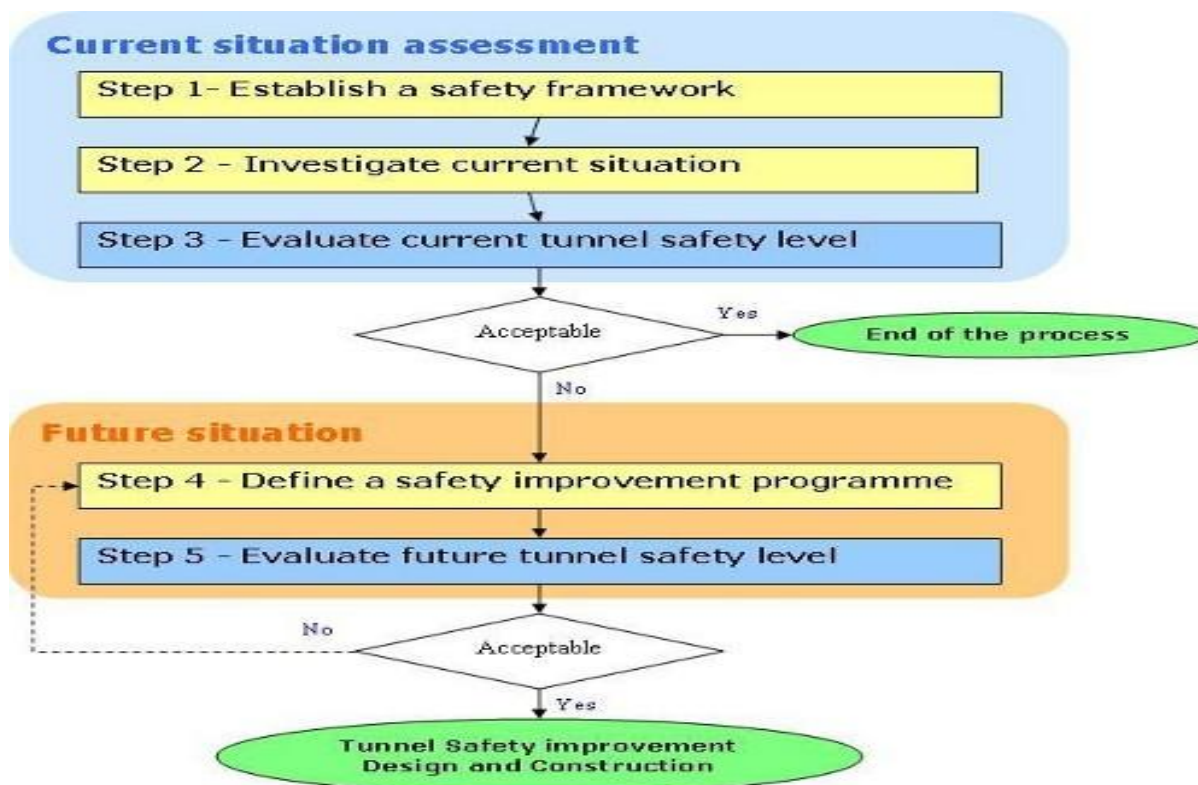 Current situation assessment
Step 1- Establish a safety framework
Step 2 - Investigate current situation
Step 3 - Evaluate current tunnel safety level
Acceptable
Yes
End of the process
No
Future situation
Step 4 - Define a safety improvement programme
Step 5 - Evaluate future tunnel safety level
No
Acceptable
Yes
Tunnel Safety improvement
Design and Construction